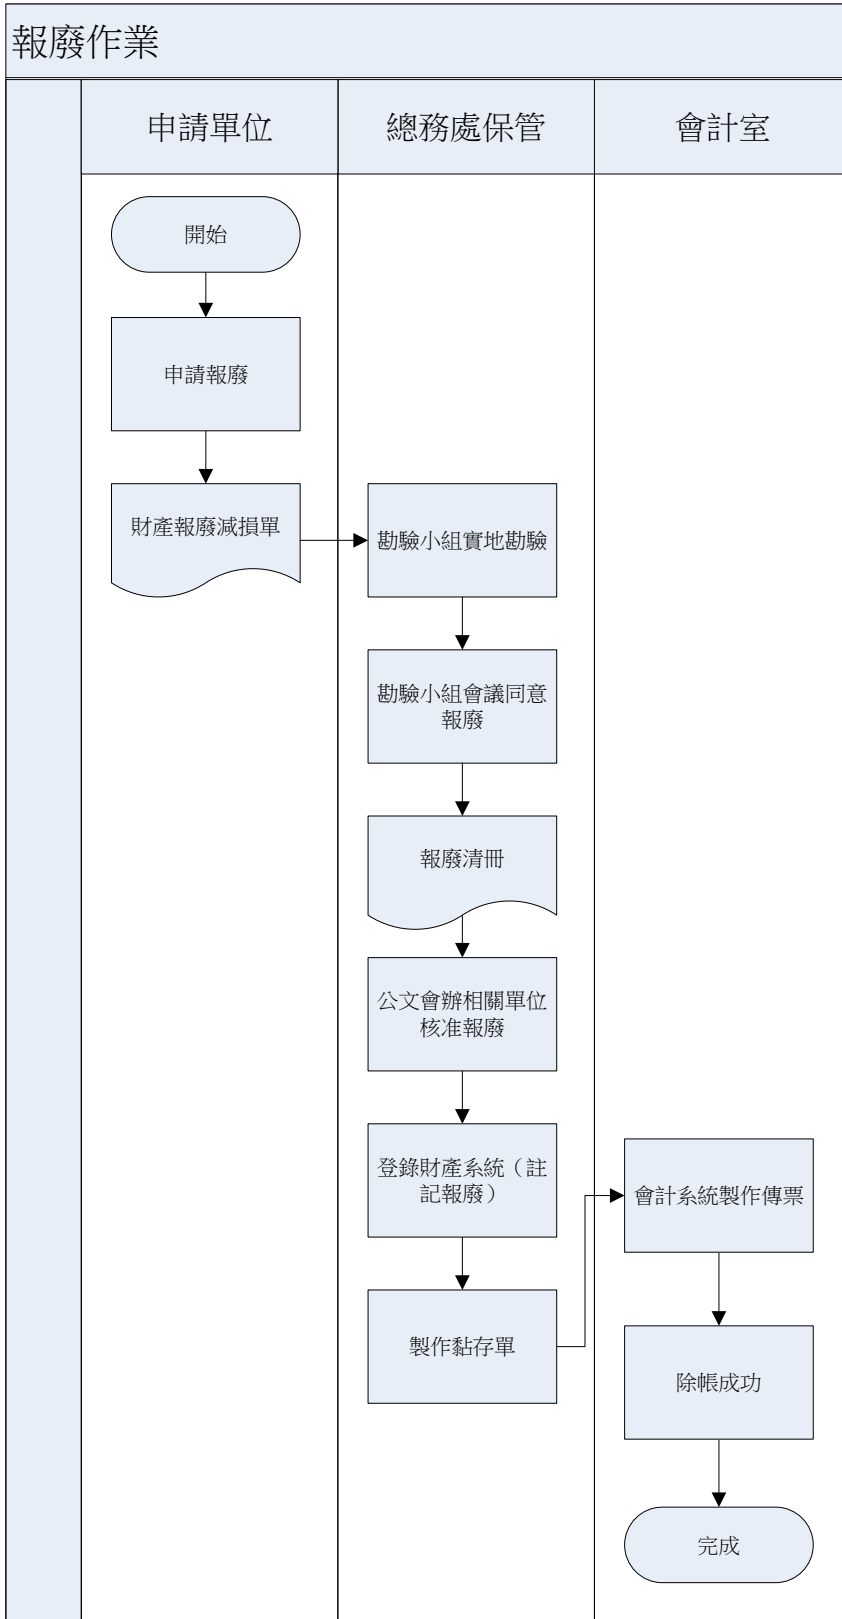 報廢作業
申請單位
總務處保管
會計室
開始
申請報廢
財產報廢減損單
勘驗小組實地勘驗
勘驗小組會議同意
報廢
報廢清冊
公文會辦相關單位
核准報廢
登錄財產系統（註
記報廢）
製作黏存單
會計系統製作傳票
除帳成功
完成